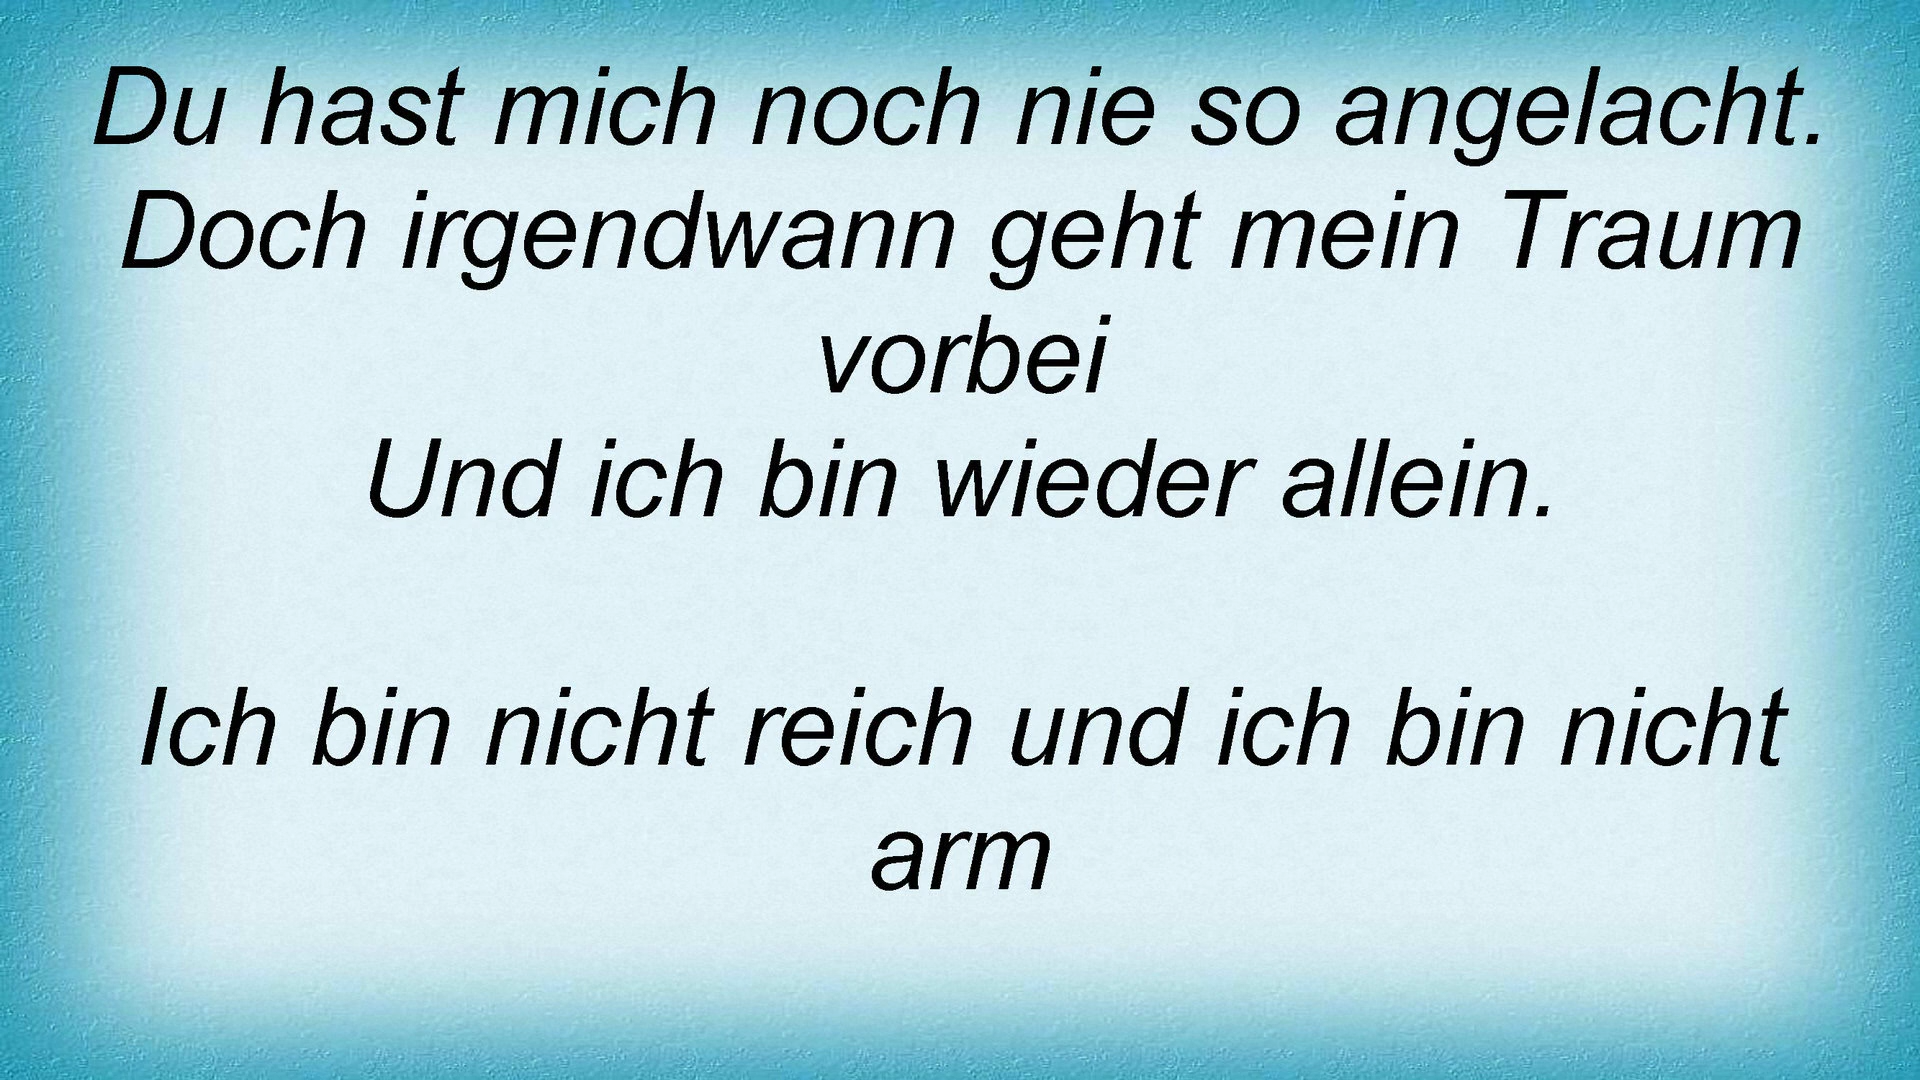 Du hast mich noch nie so angelacht.
Doch irgendwann geht mein Traum
vorbei
Und ich bin wieder allein.
Ich bin nicht reich und ich bin nicht
arm